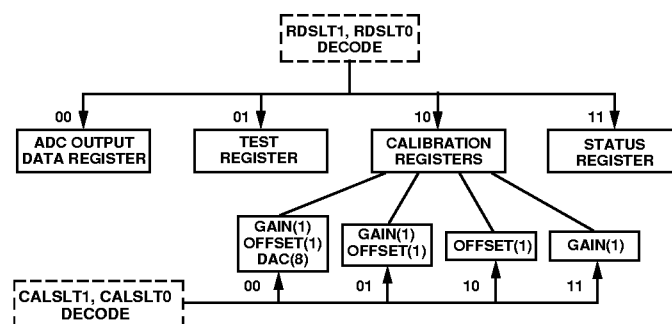 RDSLT1, RDSLT0
DECODE
00
01
10
11
ADC OUTPUT
DATA REGISTER
TEST
REGISTER
CALIBRATION
REGISTERS
STATUS
REGISTER
GAIN(1)
OFFSET(1)
DAC(8)
GAIN(1)
OFFSET(1)
OFFSET(1)
GAIN(1)
CALSLT1, CALSLT0
DECODE
00
01
10
11